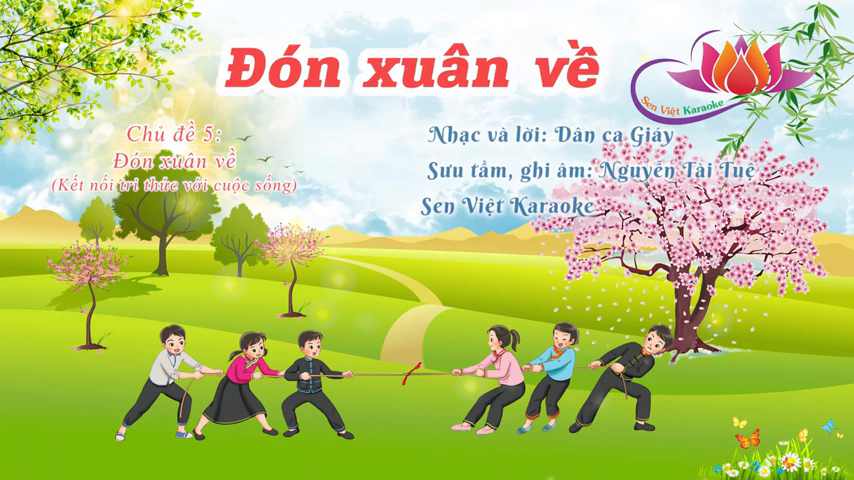 Đón xuân về
Sen Việt Karaoke
Chủ đề 5:
Đón xuân về
(Kết nối tri thức với cuộc sống)
Nhạc và lời: Dân ca Giáy
Sưu tầm, ghi âm: Nguyễn Tài Tuệ
Sen Việt Karaoke